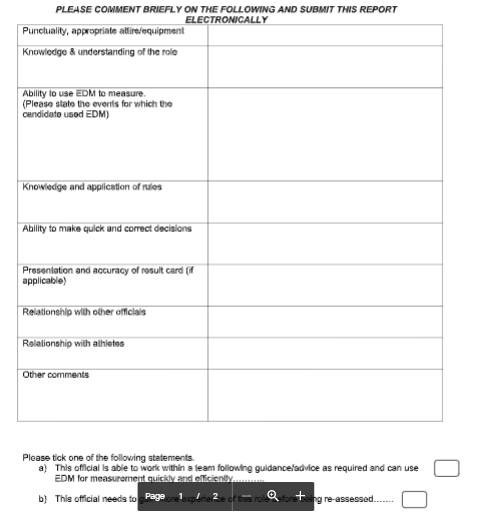 PLEASE COMMENT BRIEFLY ON THE FOLLOWING AND SUBMIT THIS REPORT
ELECTRONICALLY
Punctuality, appropriate attire/equipment
Knowledge & understanding of the role
Ability to use EDM to measure.
(Please state the events for which the
candidate used EDM)
Knowledge and application of rules
Ability to make quick and correct decisions
Presentation and accuracy of result card (if
applicable)
Relationship with other officials
Relationship with athletes
Other comments
Please tick one of the following statements.
a) This official is able to work within a team following guidance/advice as required and can use
EDM for measurement quickly and efficiently...........
b) This official needs to gain more experience of this role before being re-assessed.......
Page 1 / 2 — +